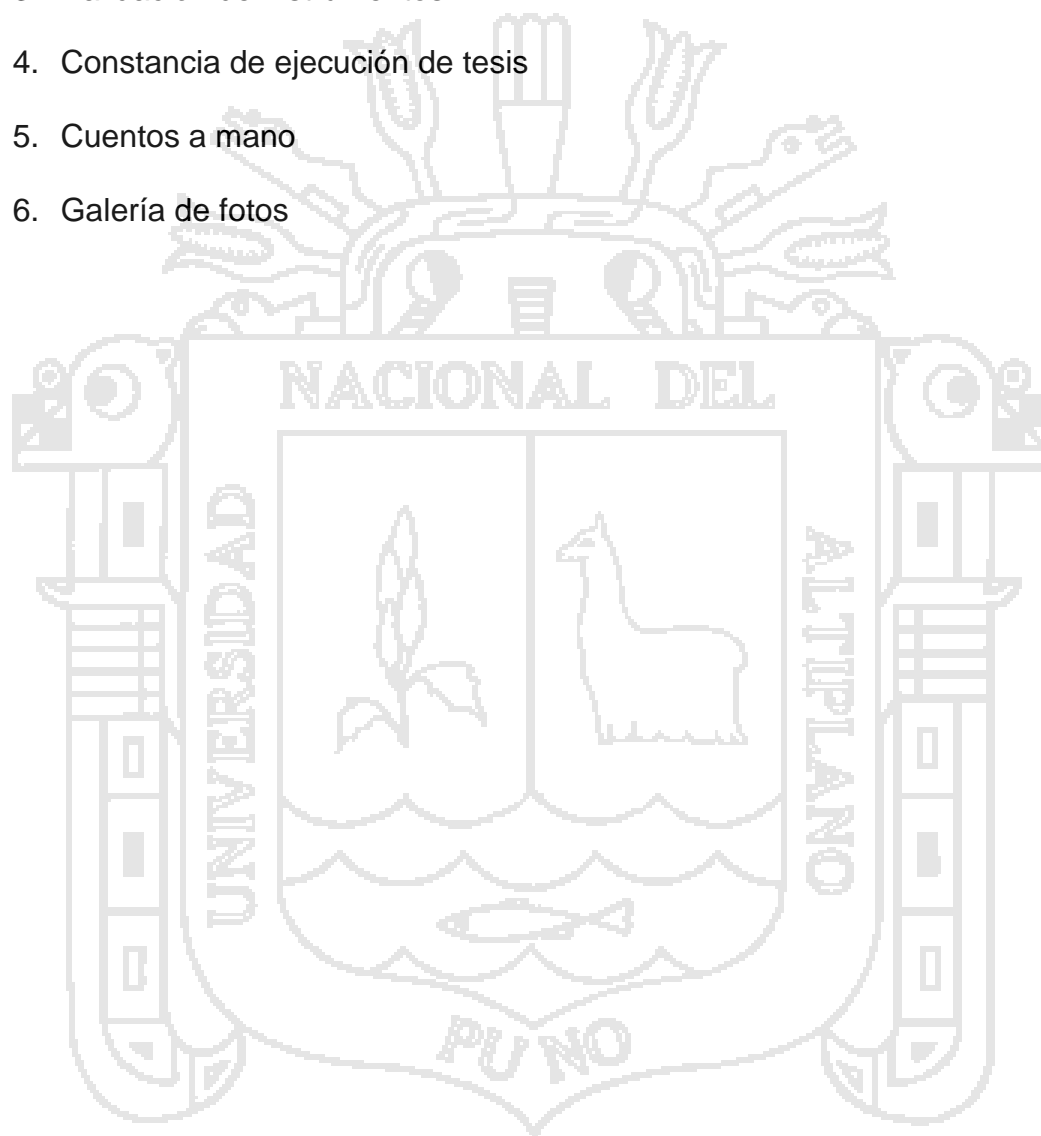 4. Constancia de ejecución de tesis
5. Cuentos a mano
6. Galería de fotos
NACIONAL DEL
UNIVERSIDAD
ALTIPLANO
PUNO